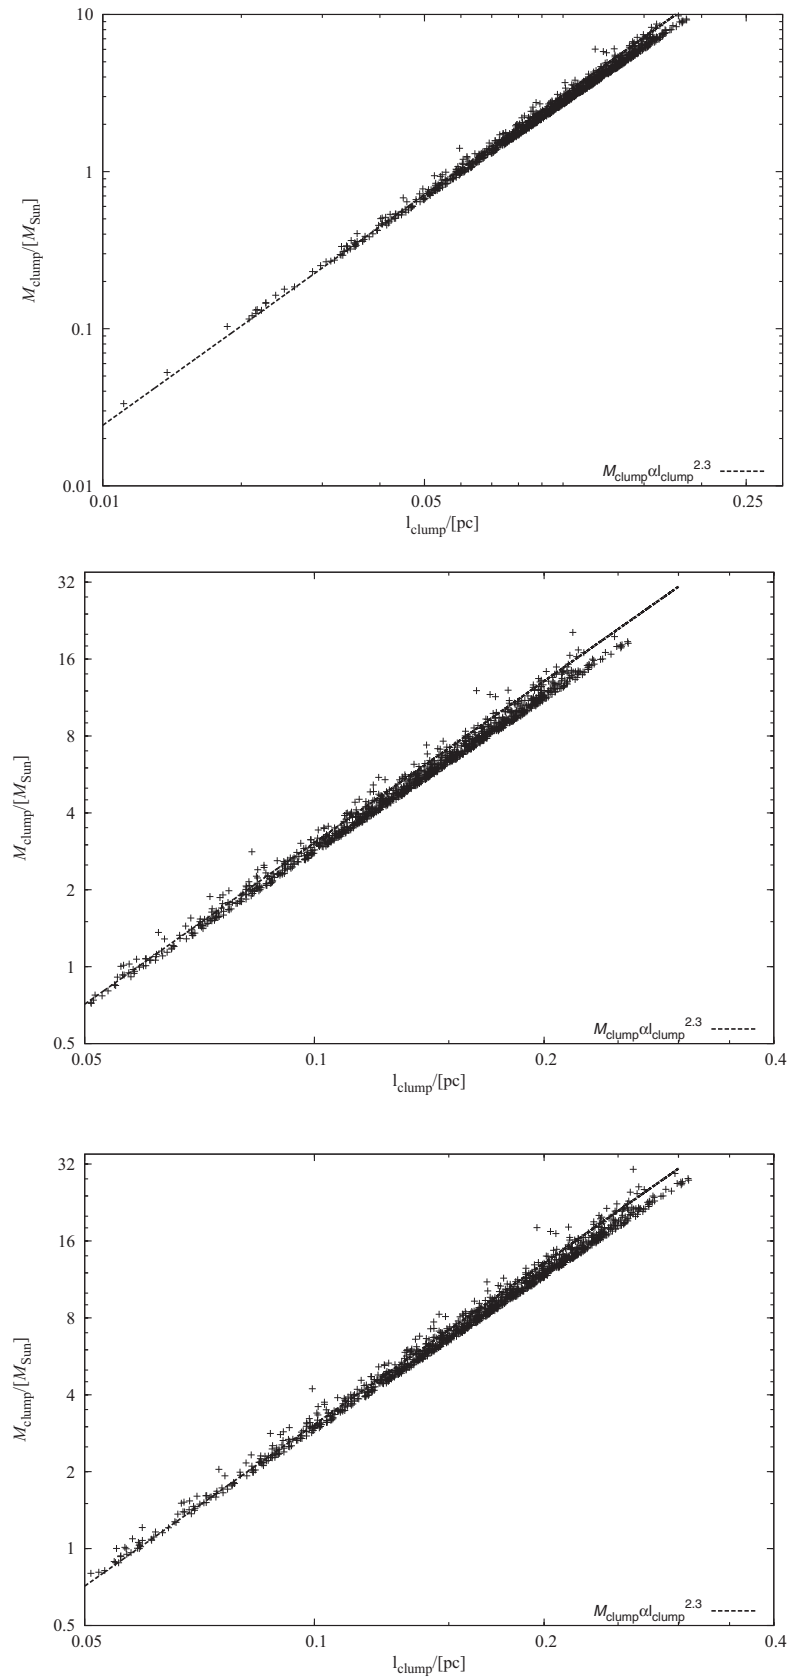 10
1
0.1
0.01
M_clump/[M_Sun]
0.01 0.05 0.25
l_clump/[pc]
M_clump αl_clump^2.3
32
16
8
4
2
1
0.5
M_clump/[M_Sun]
0.05 0.1 0.2 0.4
l_clump/[pc]
M_clump αl_clump^2.3
32
16
8
4
2
1
0.5
M_clump/[M_Sun]
0.05 0.1 0.2 0.4
l_clump/[pc]
M_clump αl_clump^2.3